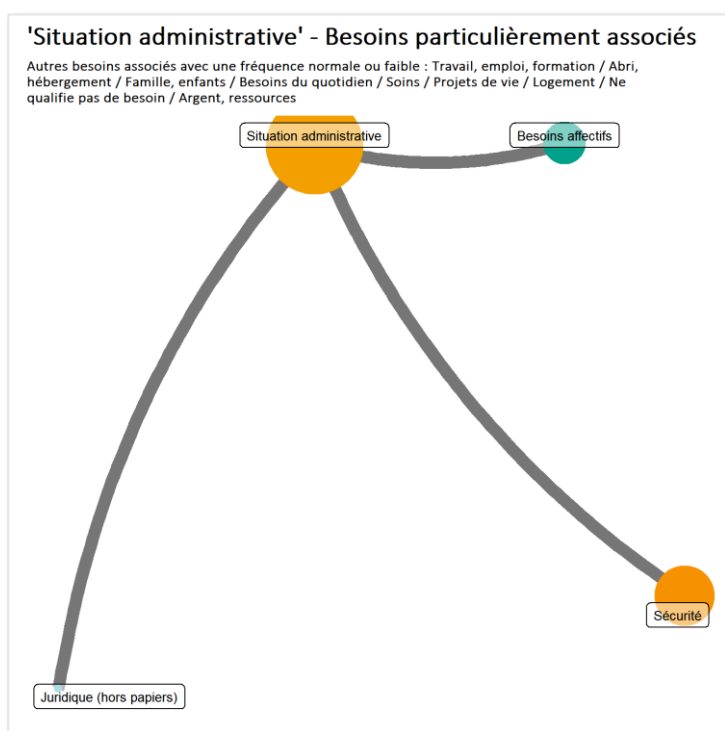 'Situation administrative' - Besoins particulièrement associés
Autres besoins associés avec une fréquence normale ou faible : Travail, emploi, formation / Abri,
hébergement / Famille, enfants / Besoins du quotidien / Soins / Projets de vie / Logement / Ne
qualifie pas de besoin / Argent, ressources
Situation administrative
Besoins affectifs
Sécurité
Juridique (hors papiers)